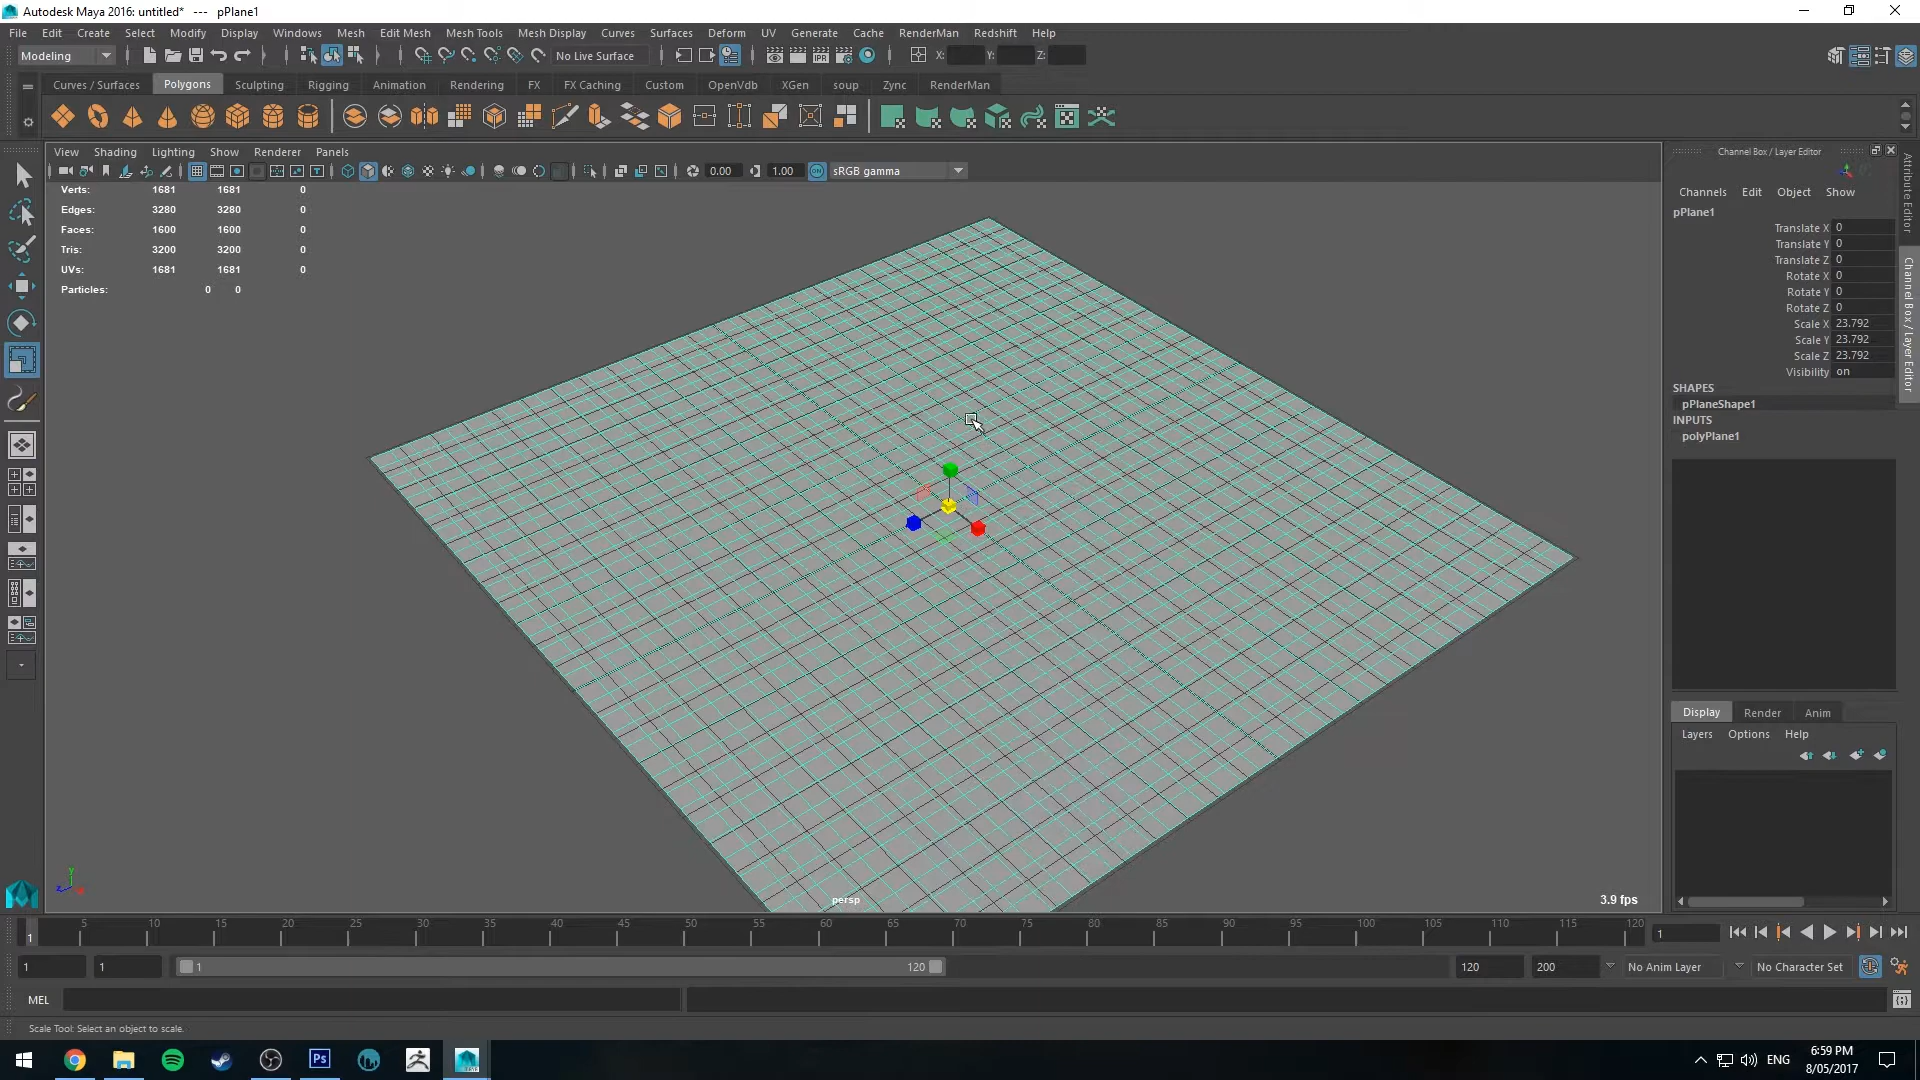 Autodesk Maya 2016: untitled*   ---   pPlane1
File Edit Create Select Modify Display Windows Mesh Edit Mesh Mesh Tools Mesh Display Curves Surfaces Deform UV Generate Cache RenderMan Redshift Help
Modeling No Live Surface X: Y: Z:
Curves / Surfaces Polygons Sculpting Rigging Animation Rendering FX FX Caching Custom OpenVdb XGen soup Zync RenderMan
View Shading Lighting Show Renderer Panels
0.00 1.00 ON sRGB gamma
Verts: 1681 1681 0
Edges: 3280 3280 0
Faces: 1600 1600 0
Tris: 3200 3200 0
UVs: 1681 1681 0
Particles: 0 0
persp
3.9 fps
Channel Box / Layer Editor
Channels Edit Object Show
pPlane1
Translate X 0
Translate Y 0
Translate Z 0
Rotate X 0
Rotate Y 0
Rotate Z 0
Scale X 23.792
Scale Y 23.792
Scale Z 23.792
Visibility on
SHAPES
pPlaneShape1
INPUTS
polyPlane1
Attribute Editor
Channel Box / Layer Editor
Display Render Anim
Layers Options Help
1 5 10 15 20 25 30 35 40 45 50 55 60 65 70 75 80 85 90 95 100 105 110 115 120 1
1 1 1 120 120 200 No Anim Layer No Character Set
MEL
Scale Tool: Select an object to scale.
Ps ENG 6:59 PM
8/05/2017